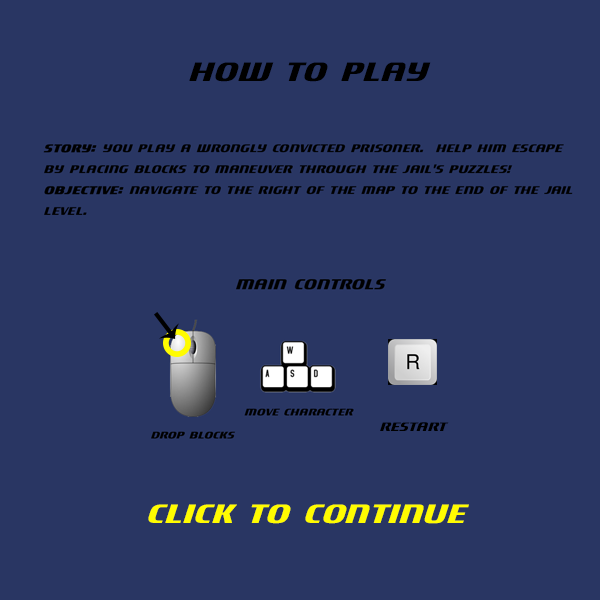 HOW TO PLAY
STORY: YOU PLAY A WRONGLY CONVICTED PRISONER. HELP HIM ESCAPE
BY PLACING BLOCKS TO MANEUVER THROUGH THE JAIL'S PUZZLES!
OBJECTIVE: NAVIGATE TO THE RIGHT OF THE MAP TO THE END OF THE JAIL
LEVEL.
MAIN CONTROLS
W
A S D
R
MOVE CHARACTER
RESTART
DROP BLOCKS
CLICK TO CONTINUE